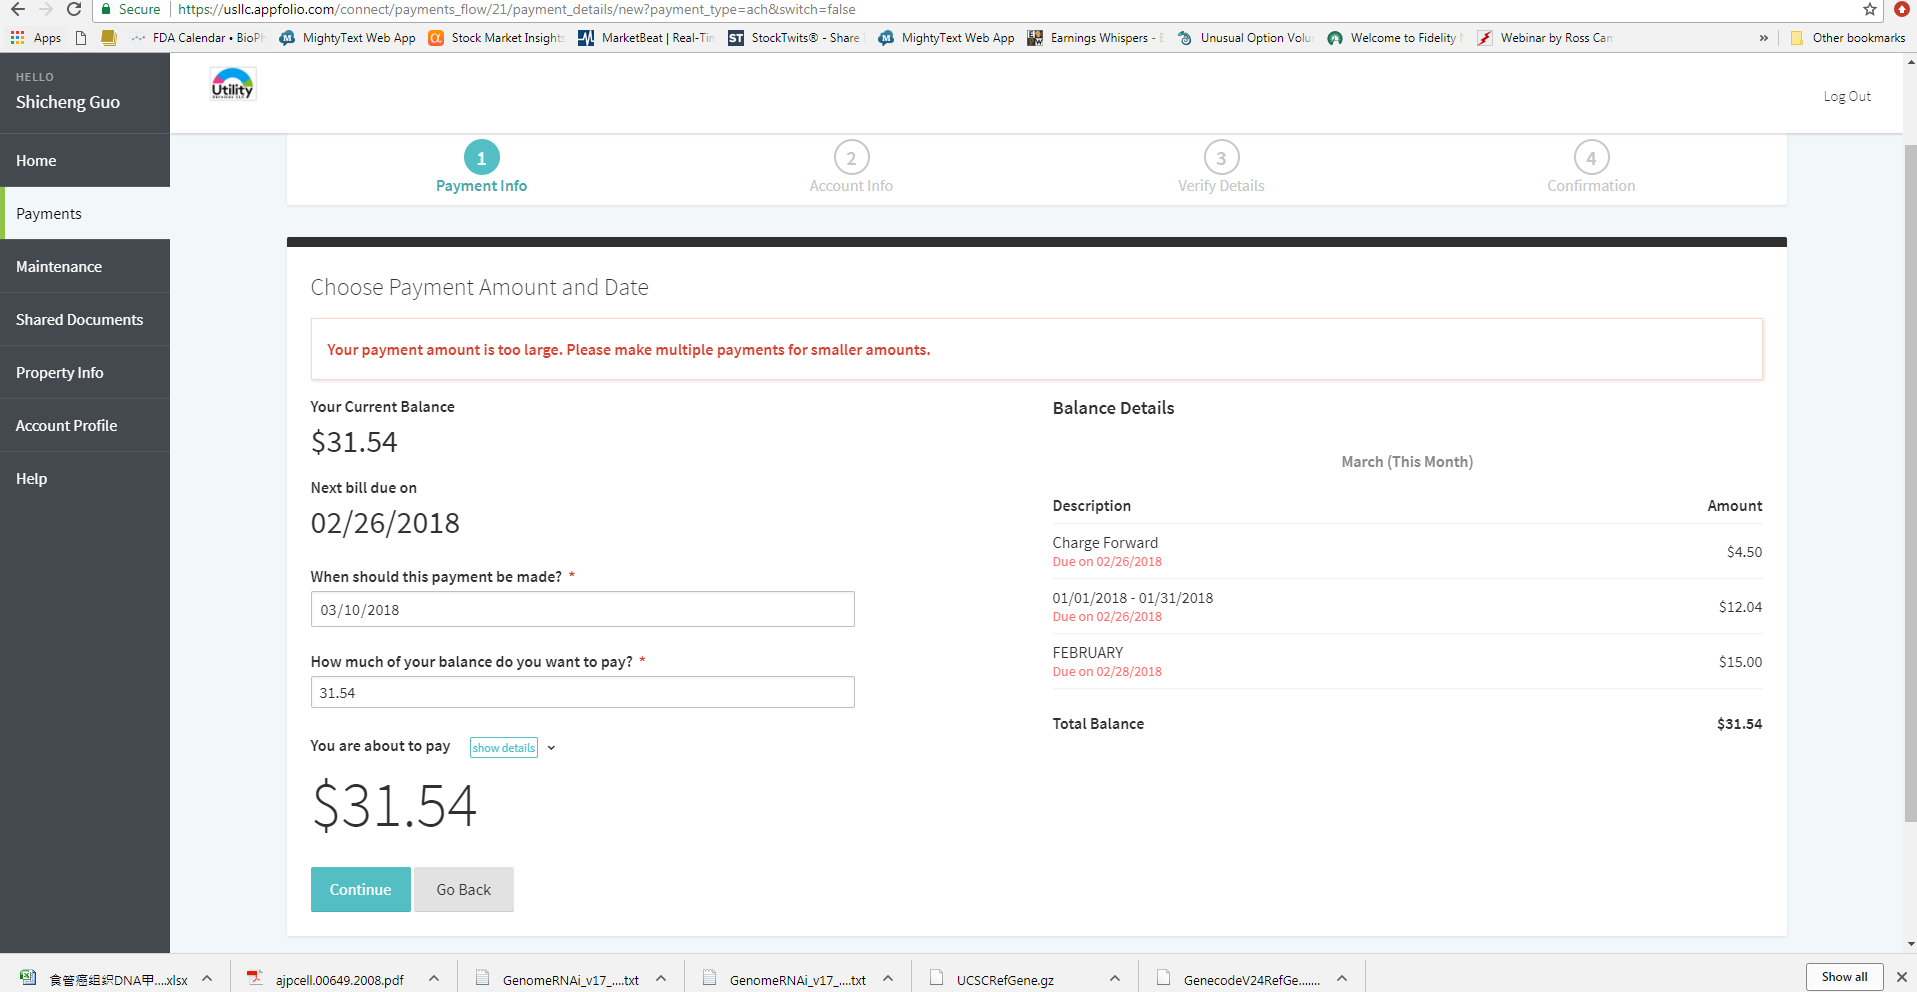 Secure https://usllc.appfolio.com/connect/payments_flow/21/payment_details/new?payment_type=ach&switch=false
Apps FDA Calendar • BioPh MightyText Web App Stock Market Insights MarketBeat | Real-Tim StockTwits® - Share MightyText Web App Earnings Whispers - E Unusual Option Volu Welcome to Fidelity Webinar by Ross Cam » Other bookmarks
HELLO
Shicheng Guo
Utility
Log Out
Home
Payments
Maintenance
Shared Documents
Property Info
Account Profile
Help
1 2 3 4
Payment Info Account Info Verify Details Confirmation
Choose Payment Amount and Date
Your payment amount is too large. Please make multiple payments for smaller amounts.
Your Current Balance
$31.54
Next bill due on
02/26/2018
When should this payment be made? *
03/10/2018
How much of your balance do you want to pay? *
31.54
You are about to pay show details
$31.54
Continue Go Back
Balance Details
March (This Month)
Description Amount
Charge Forward $4.50
Due on 02/26/2018
01/01/2018 - 01/31/2018 $12.04
Due on 02/26/2018
FEBRUARY $15.00
Due on 02/28/2018
Total Balance $31.54
食管癌组织DNA甲....xlsx ajpcell.00649.2008.pdf GenomeRNAi_v17_....txt GenomeRNAi_v17_....txt UCSCRefGene.gz GenecodeV24RefGe....... Show all